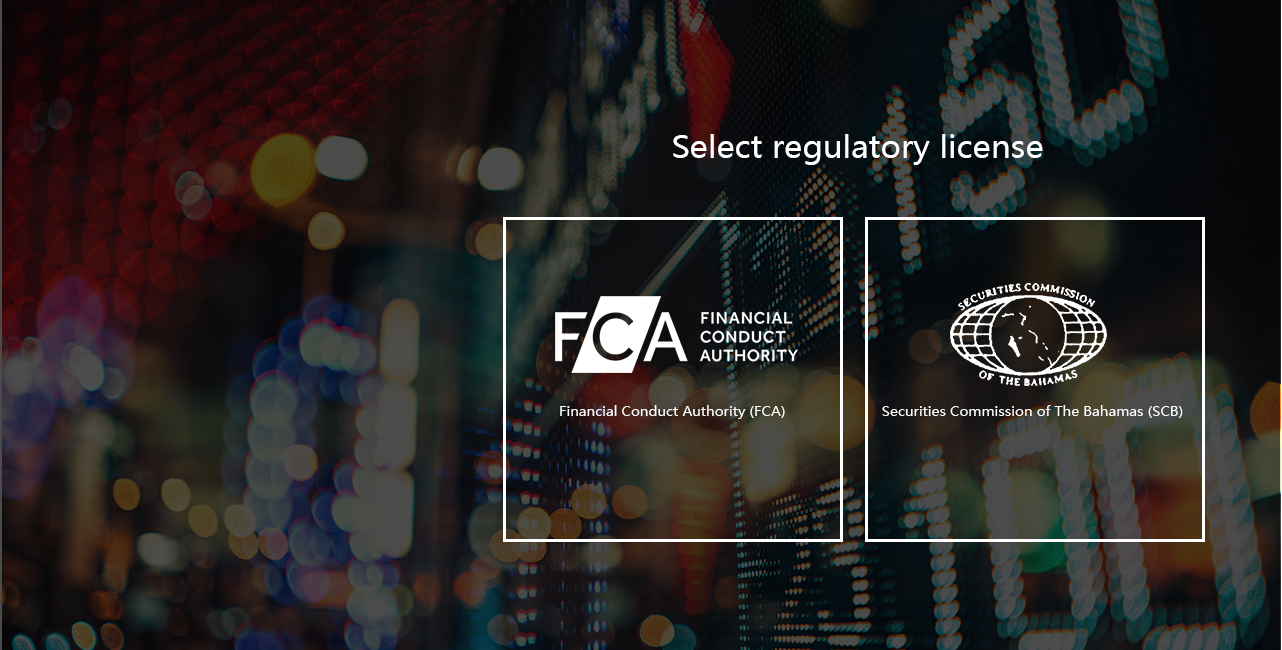 Select regulatory license
FCA
FINANCIAL
CONDUCT
AUTHORITY
Financial Conduct Authority (FCA)
SECURITIES COMMISSION
OF THE BAHAMAS
Securities Commission of The Bahamas (SCB)